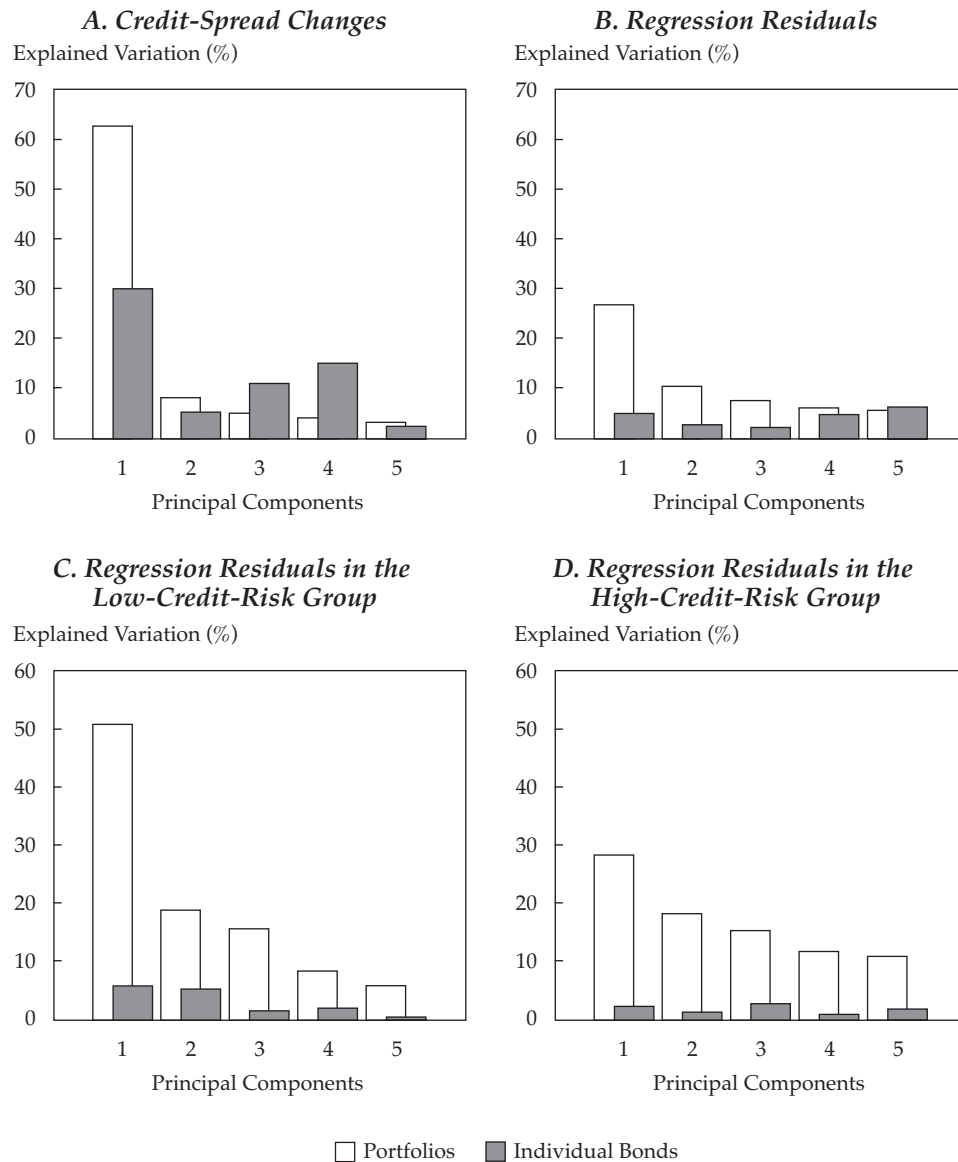 A. Credit-Spread Changes
Explained Variation (%)
70
60
50
40
30
20
10
0
1 2 3 4 5
Principal Components
B. Regression Residuals
Explained Variation (%)
70
60
50
40
30
20
10
0
1 2 3 4 5
Principal Components
C. Regression Residuals in the
Low-Credit-Risk Group
Explained Variation (%)
60
50
40
30
20
10
0
1 2 3 4 5
Principal Components
D. Regression Residuals in the
High-Credit-Risk Group
Explained Variation (%)
60
50
40
30
20
10
0
1 2 3 4 5
Principal Components
Portfolios Individual Bonds